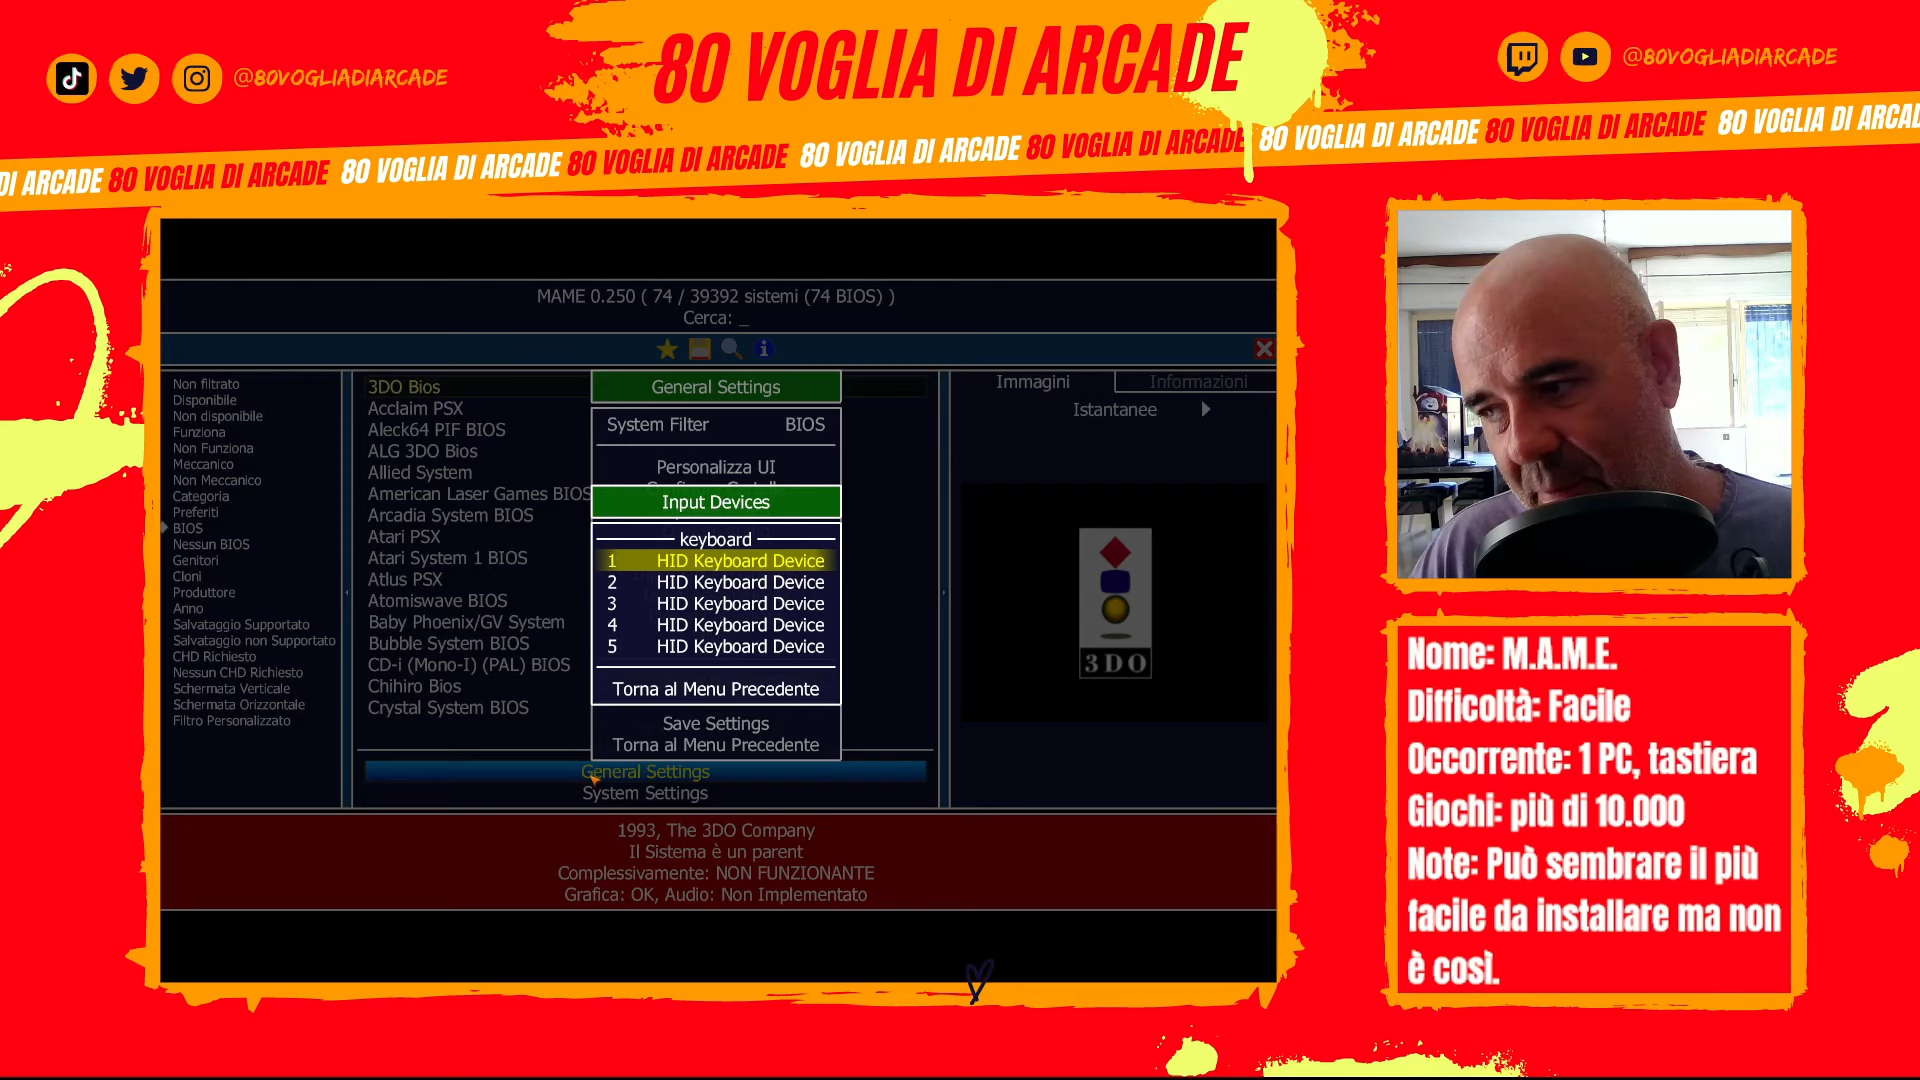 80 VOGLIA DI ARCADE
@80VOGLIADIARCADE
@80VOGLIADIARCADE
DI ARCADE 80 VOGLIA DI ARCADE 80 VOGLIA DI ARCADE 80 VOGLIA DI ARCADE 80 VOGLIA DI ARCADE 80 VOGLIA DI ARCADE 80 VOGLIA DI ARCADE 80 VOGLIA DI ARCAD
MAME 0.250 ( 74 / 39392 sistemi (74 BIOS) )
Cerca: _
Non filtrato
Disponibile
Non disponibile
Funziona
Non Funziona
Meccanico
Non Meccanico
Categoria
Preferiti
BIOS
Nessun BIOS
Genitori
Cloni
Produttore
Anno
Salvataggio Supportato
Salvataggio non Supportato
CHD Richiesto
Nessun CHD Richiesto
Schermata Verticale
Schermata Orizzontale
Filtro Personalizzato
3DO Bios
Acclaim PSX
Aleck64 PIF BIOS
ALG 3DO Bios
Allied System
American Laser Games BIOS
Arcadia System BIOS
Atari PSX
Atari System 1 BIOS
Atlus PSX
Atomiswave BIOS
Baby Phoenix/GV System
Bubble System BIOS
CD-i (Mono-I) (PAL) BIOS
Chihiro Bios
Crystal System BIOS
General Settings
System Settings
General Settings
System Filter BIOS
Personalizza UI
Input Devices
keyboard
1 HID Keyboard Device
2 HID Keyboard Device
3 HID Keyboard Device
4 HID Keyboard Device
5 HID Keyboard Device
Torna al Menu Precedente
Save Settings
Torna al Menu Precedente
Immagini
Informazioni
Istantanee
3DO
1993, The 3DO Company
Il Sistema è un parent
Complessivamente: NON FUNZIONANTE
Grafica: OK, Audio: Non Implementato
Nome: M.A.M.E.
Difficoltà: Facile
Occorrente: 1 PC, tastiera
Giochi: più di 10.000
Note: Può sembrare il più
facile da installare ma non
è così.